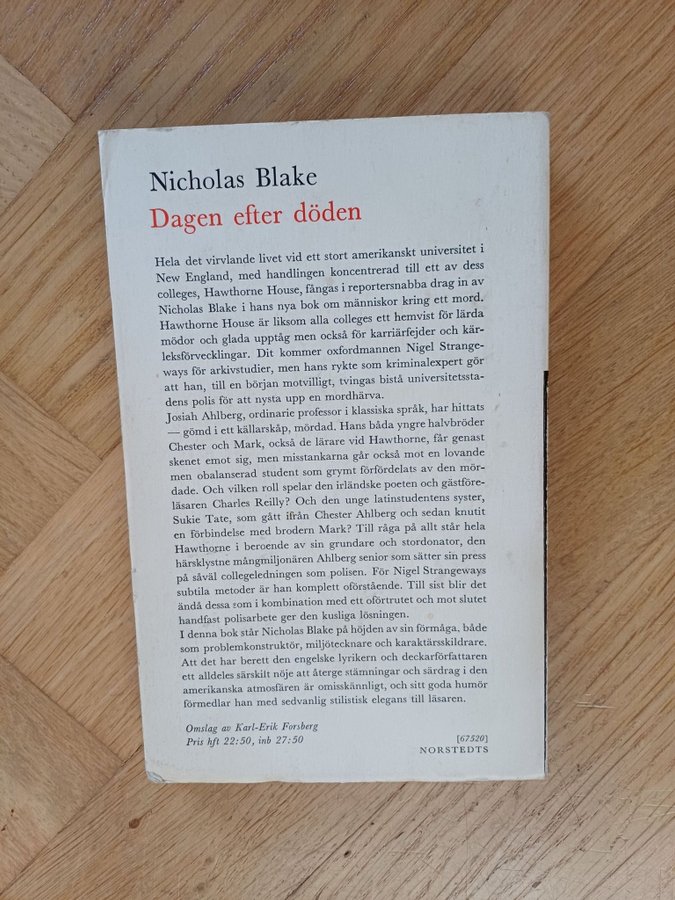 Nicholas Blake
Dagen efter döden
Hela det virvlande livet vid ett stort amerikanskt universitet i
New England, med handlingen koncentrerad till ett av dess
colleges, Hawthorne House, fångas i reportersnabba drag in av
Nicholas Blake i hans nya bok om människor kring ett mord.
Hawthorne House är liksom alla colleges ett hemvist för lärda
mödor och glada upptåg men också för karriärfejder och kär-
leksförvecklingar. Dit kommer oxfordmannen Nigel Strange-
ways för arkivstudier, men hans rykte som kriminalexpert gör
att han, till en början motvilligt, tvingas bistå universitetssta-
dens polis för att nysta upp en mordhärva.
Josiah Ahlberg, ordinarie professor i klassiska språk, har hittats
— gömd i ett källarskåp, mördad. Hans båda yngre halvbröder
Chester och Mark, också de lärare vid Hawthorne, får genast
skenet emot sig, men misstankarna går också mot en lovande
men obalanserad student som grymt förfördelats av den mör-
dade. Och vilken roll spelar den irländske poeten och gästföre-
läsaren Charles Reilly? Och den unge latinstudentens syster,
Sukie Tate, som gått ifrån Chester Ahlberg och sedan knutit
en förbindelse med brodern Mark? Till råga på allt står hela
Hawthorne i beroende av sin grundare och stordonator, den
härsklystne mångmiljonären Ahlberg senior som sätter sin press
på såväl collegeledningen som polisen. För Nigel Strangeways
subtila metoder är han komplett oförstående. Till sist blir det
ändå dessa som i kombination med ett oförtrutet och mot slutet
handfast polisarbete ger den kusliga lösningen.
I denna bok står Nicholas Blake på höjden av sin förmåga, både
som problemkonstruktör, miljötecknare och karaktärsskildrare.
Att det har berett den engelske lyrikern och deckarförfattaren
ett alldeles särskilt nöje att återge stämningar och särdrag i den
amerikanska atmosfären är omisskännligt, och sitt goda humör
förmedlar han med sedvanlig stilistisk elegans till läsaren.
Omslag av Karl-Erik Forsberg
Pris hft 22:50, inb 27:50
[67520]
NORSTEDTS